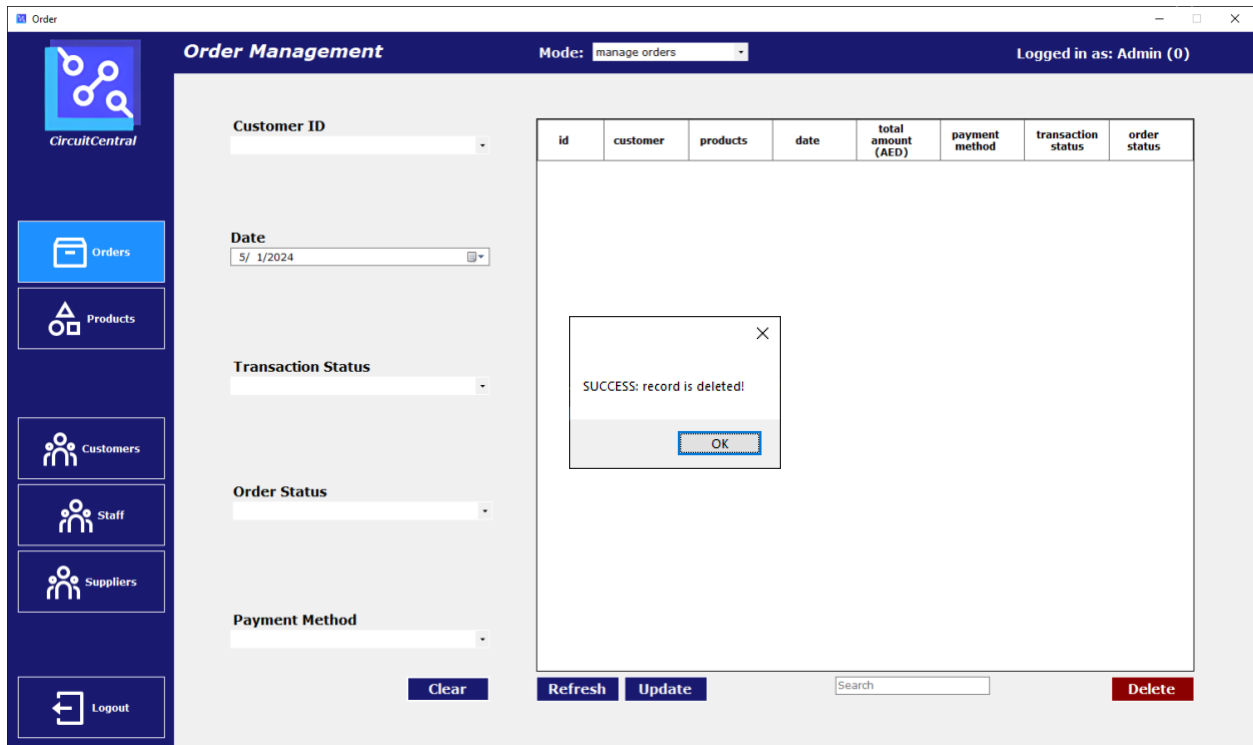 Order
Order Management
Mode: manage orders
Logged in as: Admin (0)
CircuitCentral
Orders
Products
Customers
Staff
Suppliers
Logout
Customer ID
Date
5/ 1/2024
Transaction Status
Order Status
Payment Method
Clear
id
customer
products
date
total
amount
(AED)
payment
method
transaction
status
order
status
SUCCESS: record is deleted!
OK
Refresh
Update
Search
Delete